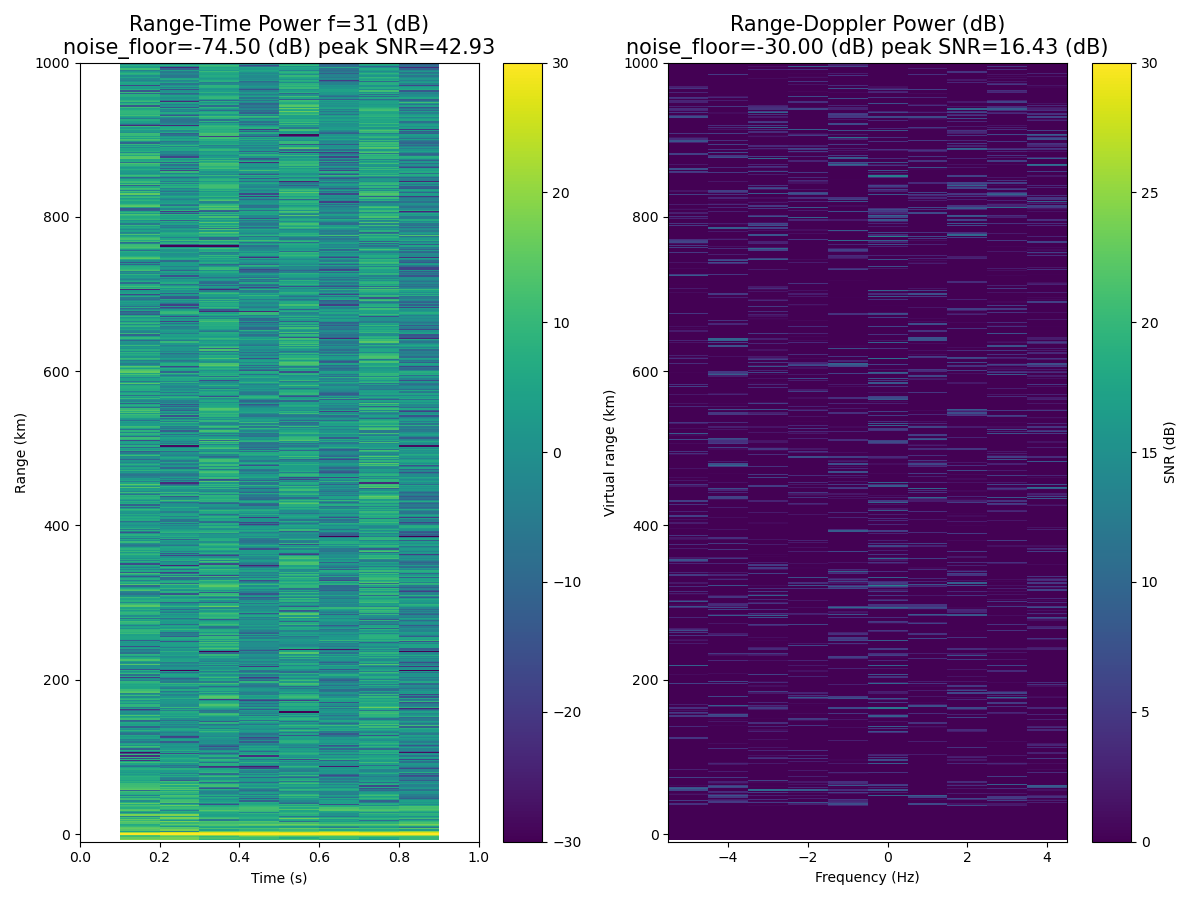 Range-Time Power f=31 (dB)
noise_floor=-74.50 (dB) peak SNR=42.93
1000
800
600
400
200
0
Range (km)
0.0 0.2 0.4 0.6 0.8 1.0
Time (s)
30
20
10
0
−10
−20
−30
Range-Doppler Power (dB)
noise_floor=-30.00 (dB) peak SNR=16.43 (dB)
1000
800
600
400
200
0
Virtual range (km)
−4 −2 0 2 4
Frequency (Hz)
30
25
20
15
10
5
0
SNR (dB)